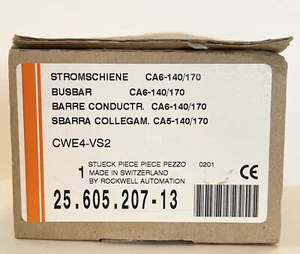 STROMSCHIENE CA6-140/170
BUSBAR CA6-140/170
BARRE CONDUCTR. CA6-140/170
SBARRA COLLEGAM. CA5-140/170
CWE4-VS2
1 STUECK PIECE PIECE PEZZO 0201
MADE IN SWITZERLAND
BY ROCKWELL AUTOMATION
CE
25.605.207-13